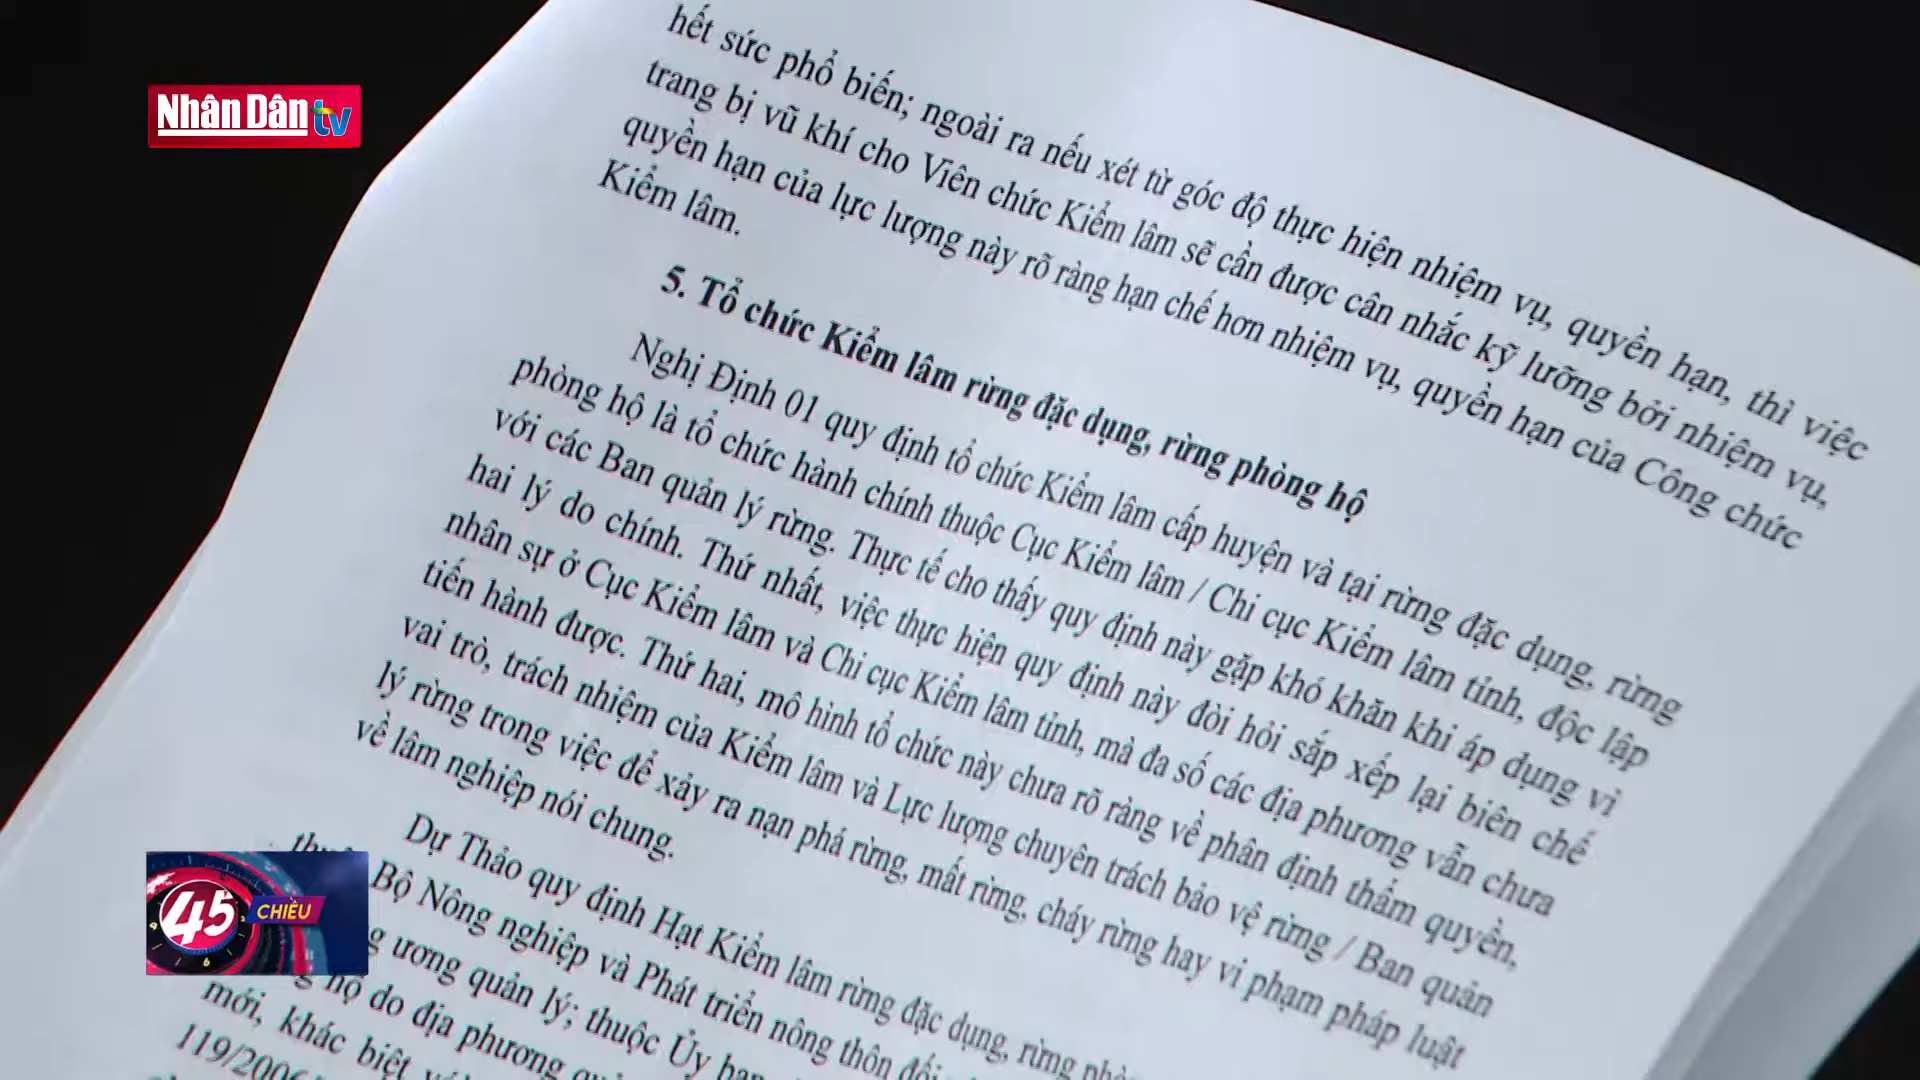 Nhân Dân tv
hết sức phổ biến; ngoài ra nếu xét từ góc độ thực hiện nhiệm vụ, quyền hạn, thì việc
trang bị vũ khí cho Viên chức Kiểm lâm sẽ cần được cân nhắc kỹ lưỡng bởi nhiệm vụ,
quyền hạn của lực lượng này rõ ràng hạn chế hơn nhiệm vụ, quyền hạn của Công chức
Kiểm lâm.
5. Tổ chức Kiểm lâm rừng đặc dụng, rừng phòng hộ
Nghị Định 01 quy định tổ chức Kiểm lâm cấp huyện và tại rừng đặc dụng, rừng
phòng hộ là tổ chức hành chính thuộc Cục Kiểm lâm / Chi cục Kiểm lâm tỉnh, độc lập
với các Ban quản lý rừng. Thực tế cho thấy quy định này gặp khó khăn khi áp dụng vì
hai lý do chính. Thứ nhất, việc thực hiện quy định này đòi hỏi sắp xếp lại biên chế
nhân sự ở Cục Kiểm lâm và Chi cục Kiểm lâm tỉnh, mà đa số các địa phương vẫn chưa
tiến hành được. Thứ hai, mô hình tổ chức này chưa rõ ràng về phân định thẩm quyền,
vai trò, trách nhiệm của Kiểm lâm và Lực lượng chuyên trách bảo vệ rừng / Ban quản
lý rừng trong việc để xảy ra nạn phá rừng, mất rừng, cháy rừng hay vi phạm pháp luật
về lâm nghiệp nói chung.
Dự Thảo quy định Hạt Kiểm lâm rừng đặc dụng, rừng
Bộ Nông nghiệp và Phát triển nông thôn đối
ương quản lý; thuộc Ủy ban
hộ do địa phương
mới, khác biệt
119/2006
45 CHIỀU